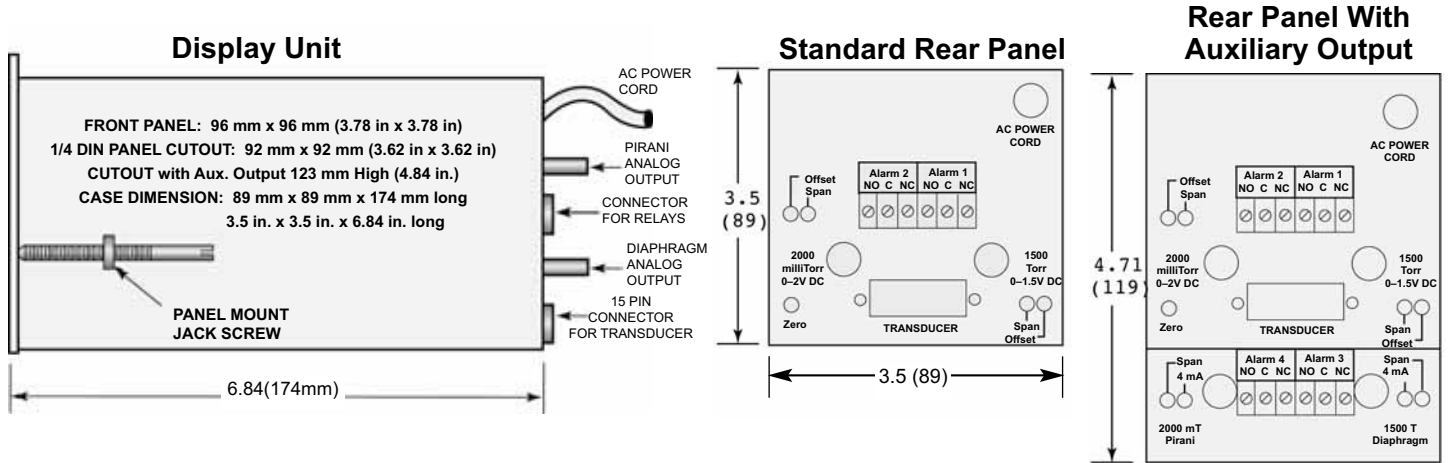 Display Unit
FRONT PANEL: 96 mm x 96 mm (3.78 in x 3.78 in)
1/4 DIN PANEL CUTOUT: 92 mm x 92 mm (3.62 in x 3.62 in)
CUTOUT with Aux. Output 123 mm High (4.84 in.)
CASE DIMENSION: 89 mm x 89 mm x 174 mm long
3.5 in. x 3.5 in. x 6.84 in. long
PANEL MOUNT
JACK SCREW
6.84(174mm)
AC POWER
CORD
PIRANI
ANALOG
OUTPUT
CONNECTOR
FOR RELAYS
DIAPHRAGM
ANALOG
OUTPUT
15 PIN
CONNECTOR
FOR TRANSDUCER
Standard Rear Panel
3.5
(89)
AC POWER
CORD
Offset
Span
Alarm 2 Alarm 1
NO C NC NO C NC
2000
milliTorr
0–2V DC
Zero
TRANSDUCER
1500
Torr
0–1.5V DC
Span
Offset
3.5 (89)
Rear Panel With
Auxiliary Output
4.71
(119)
AC POWER
CORD
Offset
Span
Alarm 2 Alarm 1
NO C NC NO C NC
2000
milliTorr
0–2V DC
Zero
TRANSDUCER
1500
Torr
0–1.5V DC
Span
Offset
Span
4 mA
Alarm 4 Alarm 3
NO C NC NO C NC
Span
4 mA
2000 mT
Pirani
1500 T
Diaphragm